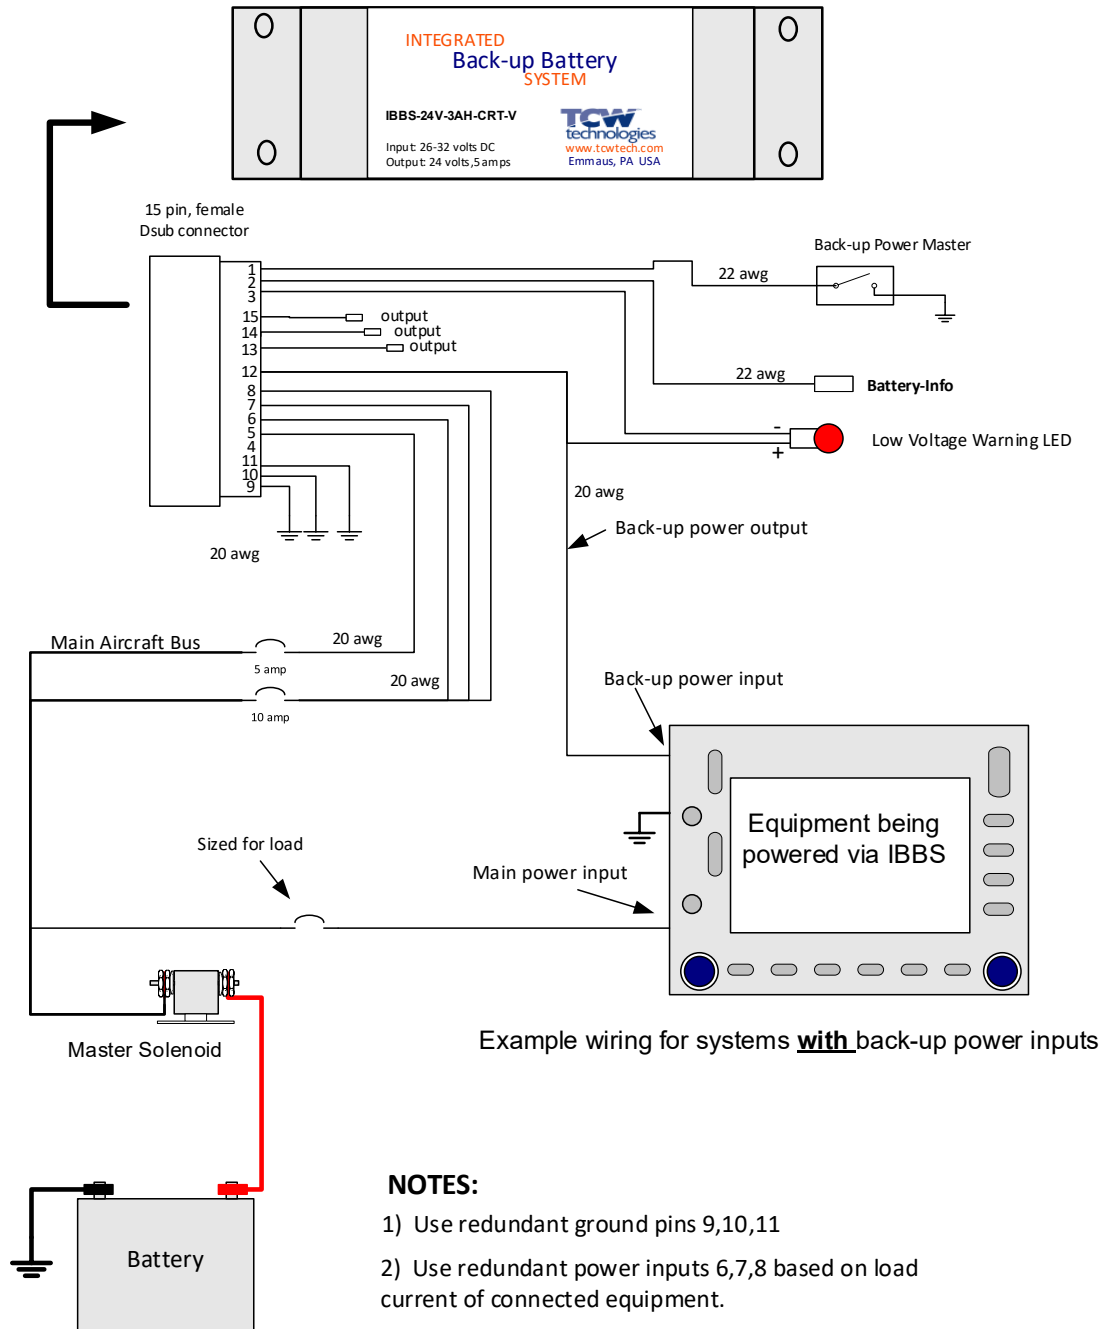 INTEGRATED
Back-up Battery
SYSTEM
IBBS-24V-3AH-CRT-V
Input: 26-32 volts DC
Output: 24 volts,5 amps
TCW
technologies
www.tcwtech.com
Emmaus, PA USA
15 pin, female
Dsub connector
1
2
3
15
14
13
12
8
7
6
5
4
11
10
9
output
output
output
22 awg
Back-up Power Master
22 awg
Battery-Info
-
+
Low Voltage Warning LED
20 awg
Back-up power output
20 awg
Main Aircraft Bus
5 amp
20 awg
20 awg
10 amp
Back-up power input
Equipment being
powered via IBBS
Sized for load
Main power input
Master Solenoid
Example wiring for systems with back-up power inputs
Battery
NOTES:
1) Use redundant ground pins 9,10,11
2) Use redundant power inputs 6,7,8 based on load
current of connected equipment.